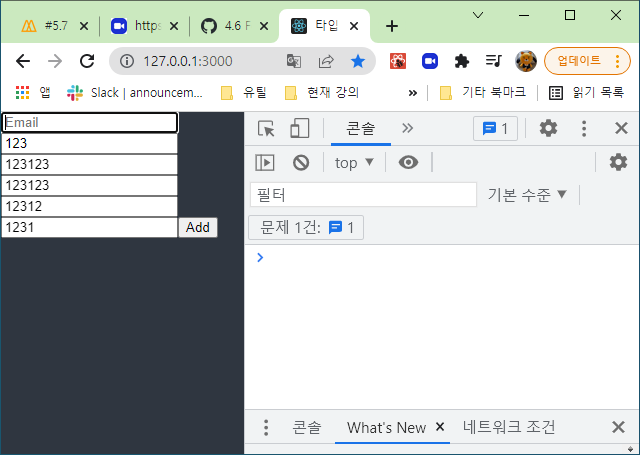 #5.7
https
4.6 F
타입
127.0.0.1:3000
업데이트
앱
Slack | announcem...
유틸
현재 강의
»
기타 북마크
읽기 목록
Email
123
123123
123123
12312
1231
Add
콘솔
»
1
top
필터
기본 수준
문제 1건:
1
콘솔
What's New
네트워크 조건